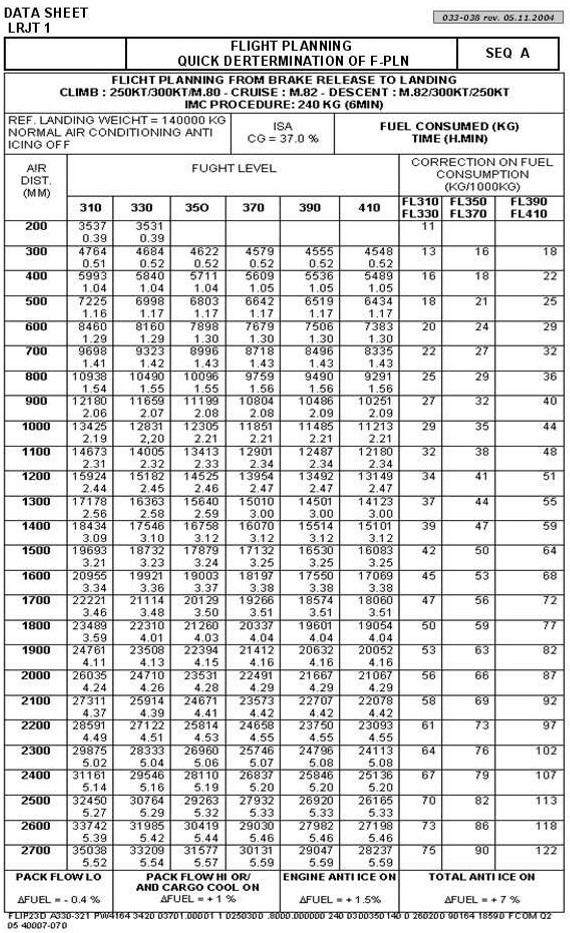 DATA SHEET
LRJT 1
033-038 rev. 05.11.2004
FLIGHT PLANNING
QUICK DERTERMINATION OF F-PLN
SEQ A
FLICHT PLANNING FROM BRAKE RELEASE TO LANDING
CLIMB : 250KT/300KT/M.80 - CRUISE : M.82 - DESCENT : M.82/300KT/250KT
IMC PROCEDURE: 240 KG (6MIN)
REF. LANDING WEICHT = 140000 KG
NORMAL AIR CONDITIONING ANTI
ICING OFF
ISA
CG = 37.0 %
FUEL CONSUMED (KG)
TIME (H.MIN)
AIR
DIST.
(MM)
FUGHT LEVEL
CORRECTION ON FUEL
CONSUMPTION
(KG/1000KG)
310 330 35O 370 390 410 FL310 FL350 FL390
FL330 FL370 FL410
200 3537 3531 11
0.39 0.39
300 4764 4684 4622 4579 4555 4548 13 16 18
0.51 0.52 0.52 0.52 0.52 0.52
400 5993 5840 5711 5609 5536 5489 16 18 22
1.04 1.04 1.04 1.05 1.05 1.05
500 7225 6998 6803 6642 6519 6434 18 21 25
1.16 1.17 1.17 1.17 1.17 1.17
600 8460 8160 7898 7679 7506 7383 20 24 29
1.29 1.29 1.30 1.30 1.30 1.30
700 9698 9323 8996 8718 8496 8335 22 27 32
1.41 1.42 1.43 1.43 1.43 1.43
800 10938 10490 10096 9759 9490 9291 25 29 36
1.54 1.55 1.55 1.56 1.56 1.56
900 12180 11659 11199 10804 10486 10251 27 32 40
2.06 2.07 2.08 2.08 2.09 2.09
1000 13425 12831 12305 11851 11485 11213 29 35 44
2.19 2,20 2.21 2.21 2.21 2.21
1100 14673 14005 13413 12901 12487 12180 32 38 48
2.31 2.32 2.33 2.34 2.34 2.34
1200 15924 15182 14525 13954 13492 13149 34 41 51
2.44 2.45 2.46 2.47 2.47 2.47
1300 17178 16363 15640 15010 14501 14123 37 44 55
2.56 2.58 2.59 3.00 3.00 3.00
1400 18434 17546 16758 16070 15514 15101 39 47 59
3.09 3.10 3.12 3.12 3.12 3.12
1500 19693 18732 17879 17132 16530 16083 42 50 64
3.21 3.23 3.24 3.25 3.25 3.25
1600 20955 19921 19003 18197 17550 17069 45 53 68
3.34 3.36 3.37 3.38 3.38 3.38
1700 22221 21114 20129 19266 18574 18060 47 56 72
3.46 3.48 3.50 3.51 3.51 3.51
1800 23489 22310 21260 20337 19601 19054 50 59 77
3.59 4.01 4.03 4.04 4.04 4.04
1900 24761 23508 22394 21412 20632 20052 53 63 82
4.11 4.13 4.15 4.16 4.16 4.16
2000 26035 24710 23531 22491 21667 21067 56 66 87
4.24 4.26 4.28 4.29 4.29 4.29
2100 27311 25914 24671 23573 22707 22078 58 69 92
4.37 4.39 4.41 4.42 4.42 4.42
2200 28591 27122 25814 24658 23750 23093 61 73 97
4.49 4.51 4.53 4.55 4.55 4.55
2300 29875 28333 26960 25746 24796 24113 64 76 102
5.02 5.04 5.06 5.07 5.08 5.08
2400 31161 29546 28110 26837 25846 25136 67 79 107
5.14 5.16 5.19 5.20 5.20 5.20
2500 32450 30764 29263 27932 26920 26165 70 82 113
5.27 5.29 5.32 5.33 5.33 5.33
2600 33742 31985 30419 29030 27982 27198 73 86 118
5.39 5.42 5.44 5.46 5.46 5.46
2700 35038 33209 31577 30131 29047 28237 75 90 122
5.52 5.54 5.57 5.59 5.59 5.59
PACK FLOW LO
PACK FLOW HI OR/
AND CARGO COOL ON
ENGINE ANTI ICE ON
TOTAL ANTI ICE ON
ΔFUEL = - 0.4 % ΔFUEL = + 1 % ΔFUEL = + 1.5% ΔFUEL = + 7 %